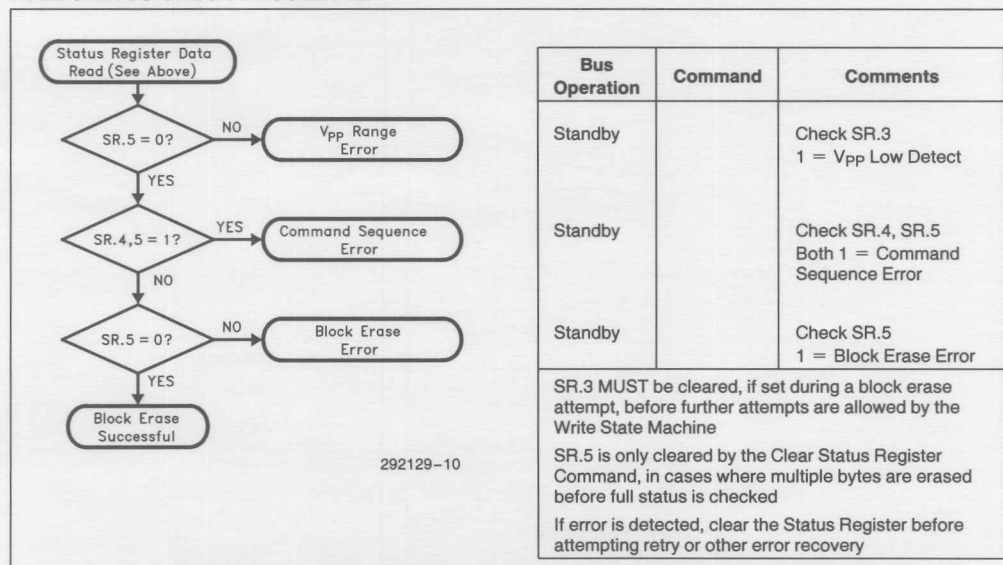 Status Register Data
Read (See Above)
SR.5 = 0?
NO
VPP Range
Error
YES
SR.4,5 = 1?
YES
Command Sequence
Error
NO
SR.5 = 0?
NO
Block Erase
Error
YES
Block Erase
Successful
292129-10
Bus
Operation
Command
Comments
Standby
Check SR.3
1 = VPP Low Detect
Standby
Check SR.4, SR.5
Both 1 = Command
Sequence Error
Standby
Check SR.5
1 = Block Erase Error
SR.3 MUST be cleared, if set during a block erase
attempt, before further attempts are allowed by the
Write State Machine
SR.5 is only cleared by the Clear Status Register
Command, in cases where multiple bytes are erased
before full status is checked
If error is detected, clear the Status Register before
attempting retry or other error recovery